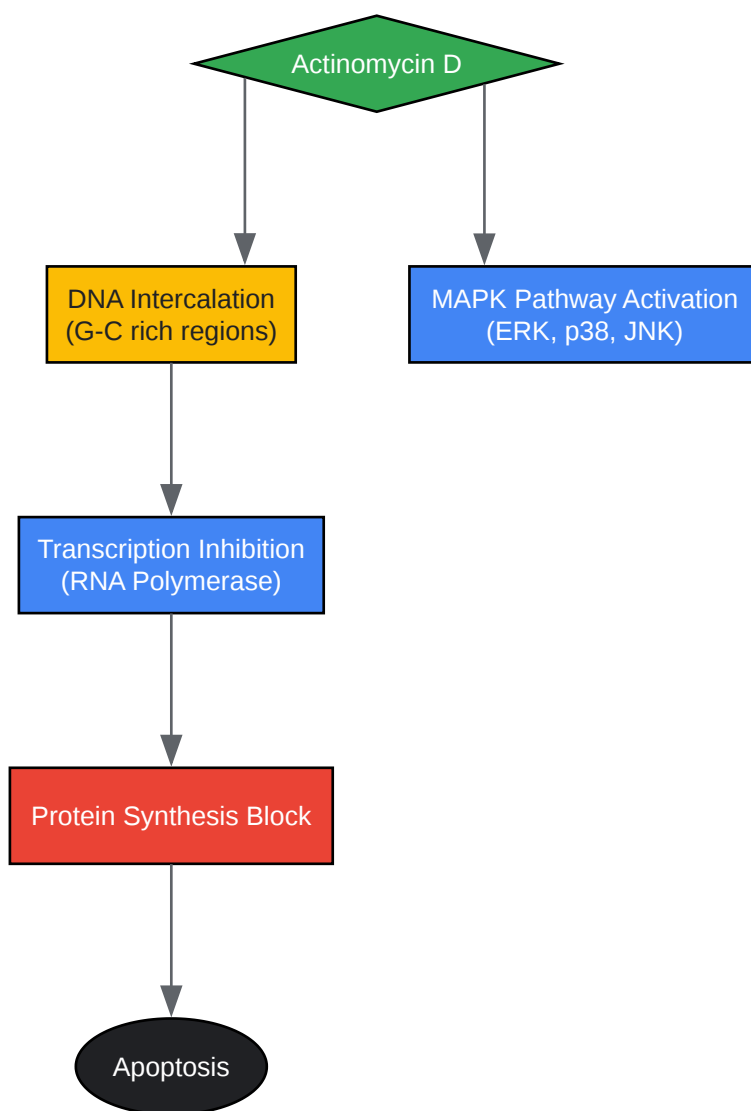 Actinomycin D
DNA Intercalation
(G-C rich regions)
MAPK Pathway Activation
(ERK, p38, JNK)
Transcription Inhibition
(RNA Polymerase)
Protein Synthesis Block
Apoptosis